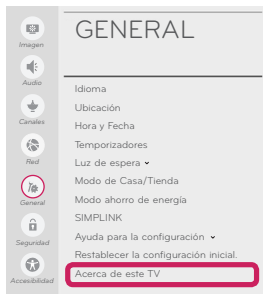 GENERAL
Imagen
Audio
Canales
Red
General
Seguridad
Accesibilidad
Idioma
Ubicación
Hora y Fecha
Temporizadores
Luz de espera
Modo de Casa/Tienda
Modo ahorro de energía
SIMPLINK
Ayuda para la configuración
Restablecer la configuración inicial.
Acerca de este TV